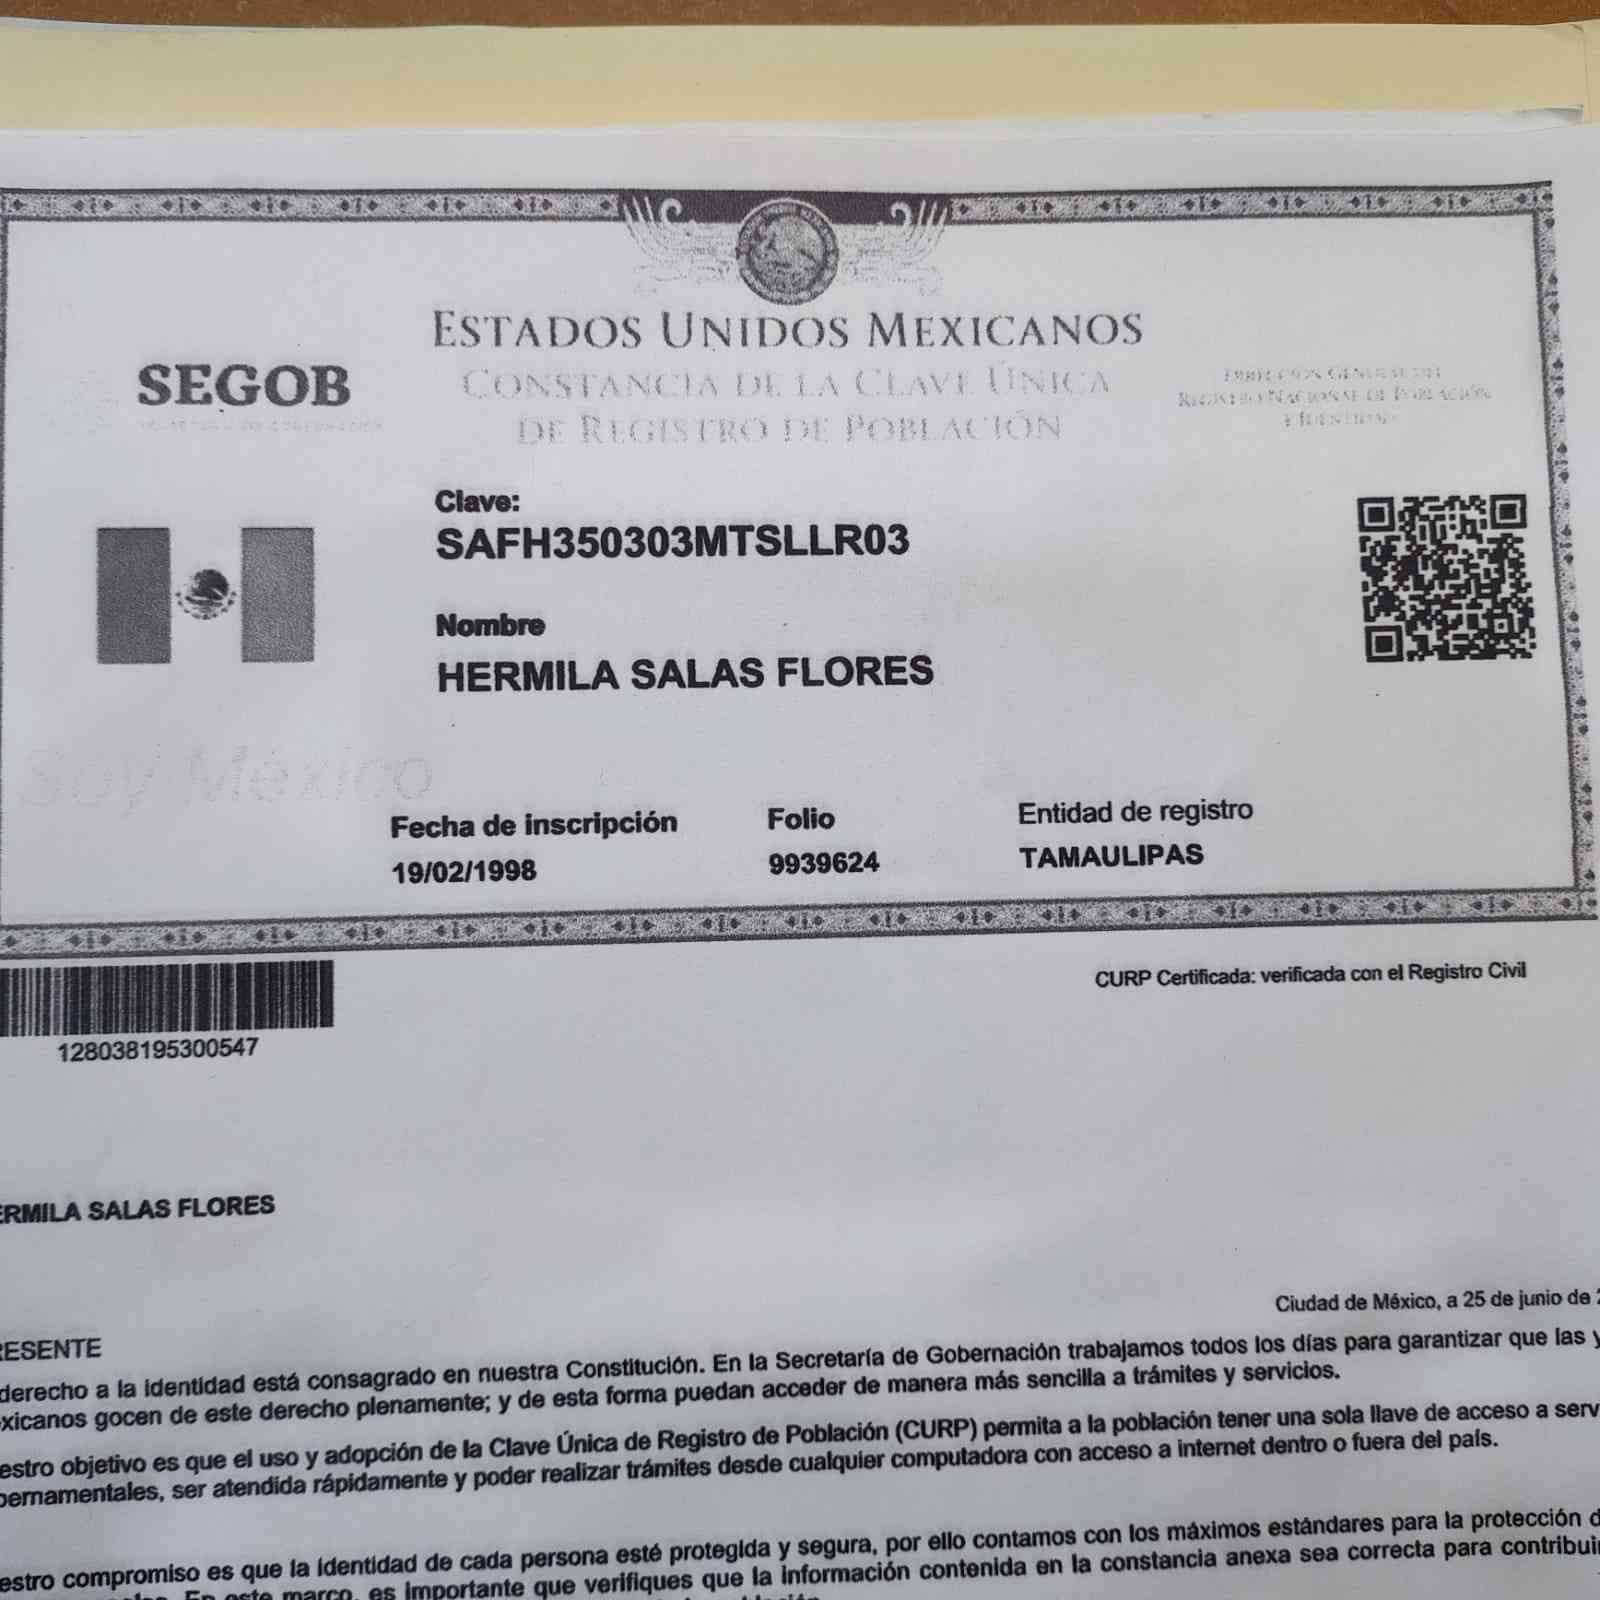 ESTADOS UNIDOS MEXICANOS
SEGOB
CONSTANCIA DE LA CLAVE ÚNICA
DE REGISTRO DE POBLACIÓN
DIRECCIÓN GENERAL DEL
REGISTRO NACIONAL DE POBLACIÓN
E IDENTIDAD
Clave:
SAFH350303MTSLLR03
Nombre
HERMILA SALAS FLORES
Soy México
Fecha de inscripción Folio Entidad de registro
19/02/1998 9939624 TAMAULIPAS
CURP Certificada: verificada con el Registro Civil
128038195300547
ERMILA SALAS FLORES
Ciudad de México, a 25 de junio de
RESENTE
derecho a la identidad está consagrado en nuestra Constitución. En la Secretaría de Gobernación trabajamos todos los días para garantizar que las y
xicanos gocen de este derecho plenamente; y de esta forma puedan acceder de manera más sencilla a trámites y servicios.
estro objetivo es que el uso y adopción de la Clave Única de Registro de Población (CURP) permita a la población tener una sola llave de acceso a serv
bernamentales, ser atendida rápidamente y poder realizar trámites desde cualquier computadora con acceso a internet dentro o fuera del país.
estro compromiso es que la identidad de cada persona esté protegida y segura, por ello contamos con los máximos estándares para la protección d
En este marco, es importante que verifiques que la información contenida en la constancia anexa sea correcta para contribuir